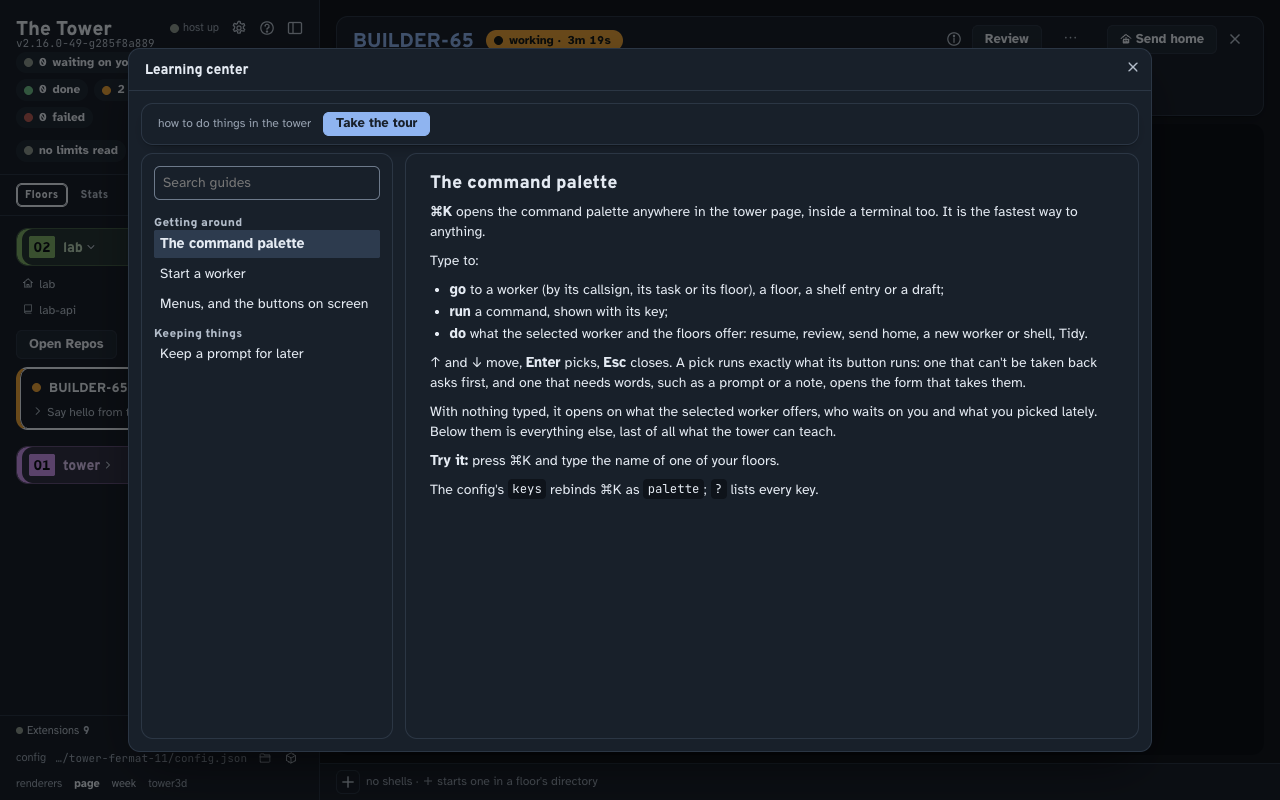 The Tower
host up
v2.16.0-49-g285f8a889
0 waiting on yo
0 done
2
0 failed
no limits read
Floors
Stats
02 lab
lab
lab-api
Open Repos
BUILDER-65
Say hello from
01 tower
Extensions 9
config …/tower-fermat-11/config.json
renderers page week tower3d
BUILDER-65
working · 3m 19s
Review
···
Send home
Learning center
how to do things in the tower
Take the tour
Search guides
Getting around
The command palette
Start a worker
Menus, and the buttons on screen
Keeping things
Keep a prompt for later
The command palette
⌘K opens the command palette anywhere in the tower page, inside a terminal too. It is the fastest way to
anything.
Type to:
• go to a worker (by its callsign, its task or its floor), a floor, a shelf entry or a draft;
• run a command, shown with its key;
• do what the selected worker and the floors offer: resume, review, send home, a new worker or shell, Tidy.
↑ and ↓ move, Enter picks, Esc closes. A pick runs exactly what its button runs: one that can't be taken back
asks first, and one that needs words, such as a prompt or a note, opens the form that takes them.
With nothing typed, it opens on what the selected worker offers, who waits on you and what you picked lately.
Below them is everything else, last of all what the tower can teach.
Try it: press ⌘K and type the name of one of your floors.
The config's keys rebinds ⌘K as palette; ? lists every key.
no shells · + starts one in a floor's directory